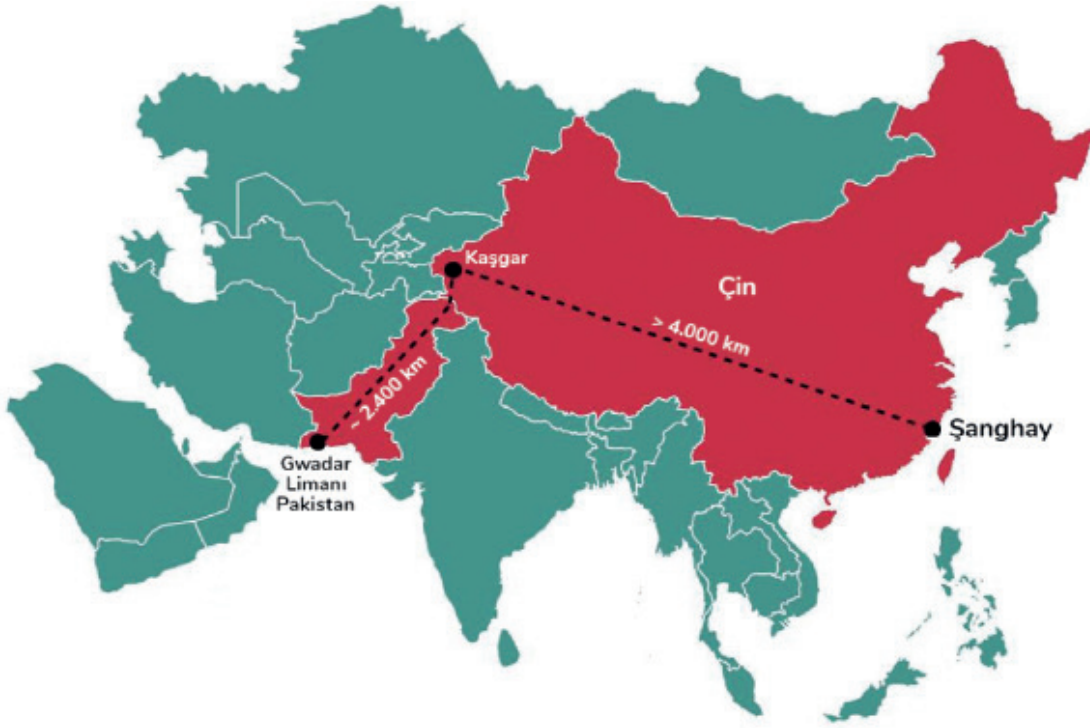 Kaşgar
Çin
> 4.000 km
~ 2.400 km
Şanghay
Gwadar
Limanı
Pakistan